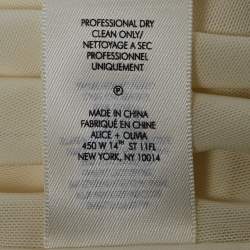 PROFESSIONAL DRY
CLEAN ONLY/
NETTOYAGE A SEC
PROFESSIONNEL
UNIQUEMENT
P
MADE IN CHINA
FABRIQUÉ EN CHINE
ALICE + OLIVIA
450 W 14TH ST 11FL
NEW YORK, NY 10014